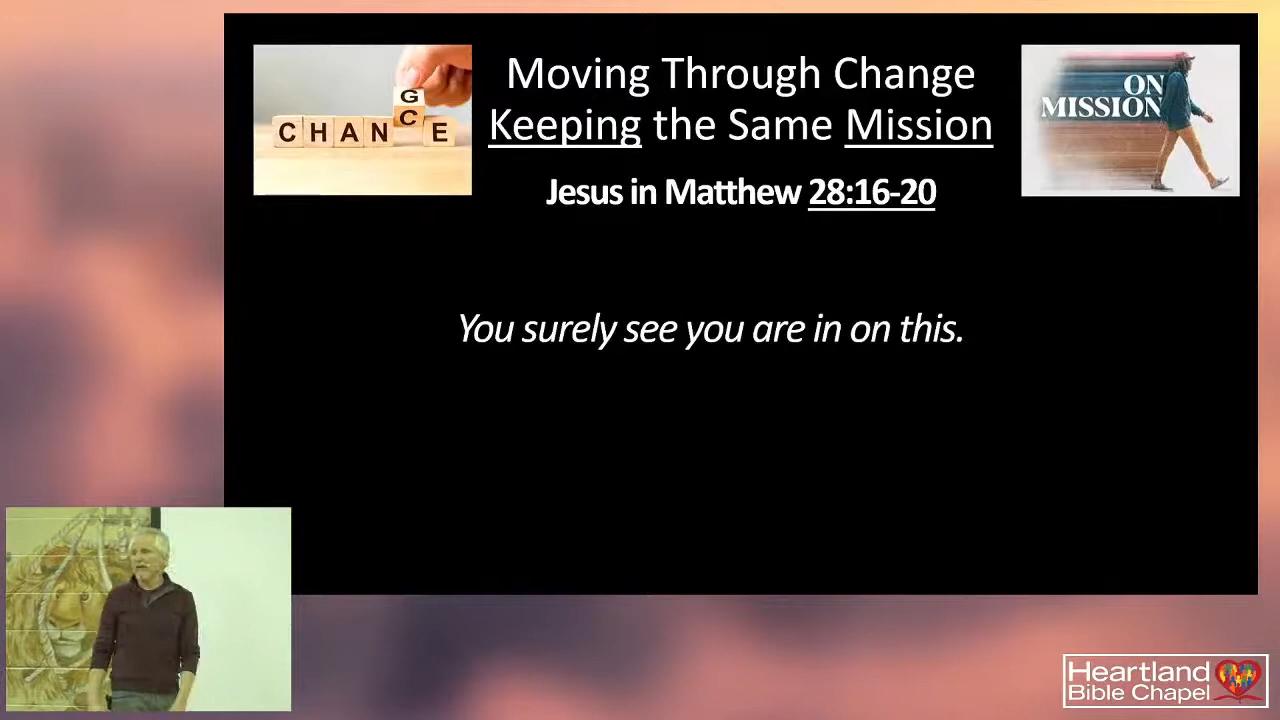 G
CHANCE
Moving Through Change
Keeping the Same Mission
Jesus in Matthew 28:16-20
ON
MISSION
You surely see you are in on this.
Heartland
Bible Chapel